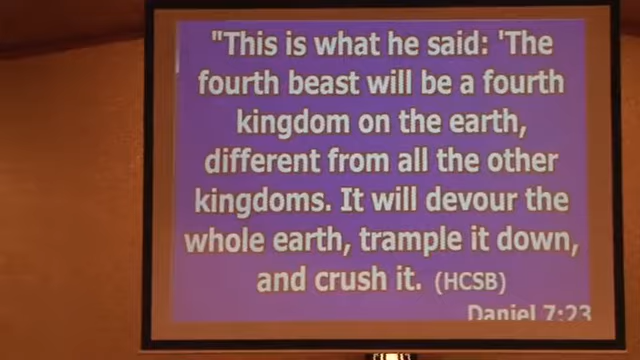 "This is what he said: 'The
fourth beast will be a fourth
kingdom on the earth,
different from all the other
kingdoms. It will devour the
whole earth, trample it down,
and crush it. (HCSB)
Daniel 7:23